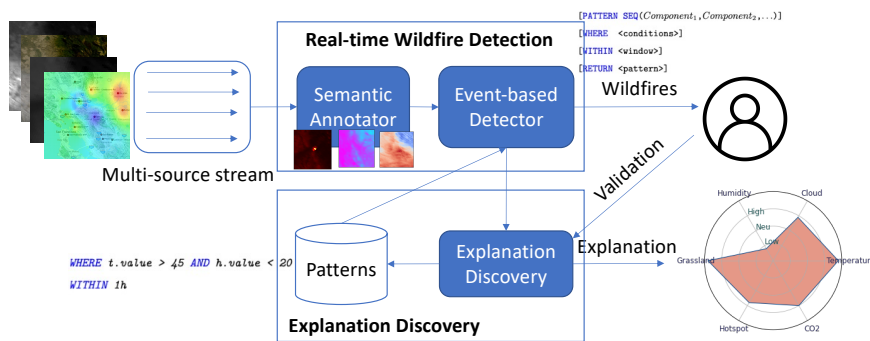 [PATTERN SEQ(Component1,Component2,...)]
[WHERE <conditions>]
[WITHIN <window>]
[RETURN <pattern>]
Real-time Wildfire Detection
Semantic
Annotator
Event-based
Detector
Wildfires
Multi-source stream
Validation
Humidity
Cloud
High
Neu
Low
Grassland
Temperatur
Hotspot
CO2
WHERE t.value > 45 AND h.value < 20
WITHIN 1h
Patterns
Explanation
Discovery
Explanation
Explanation Discovery